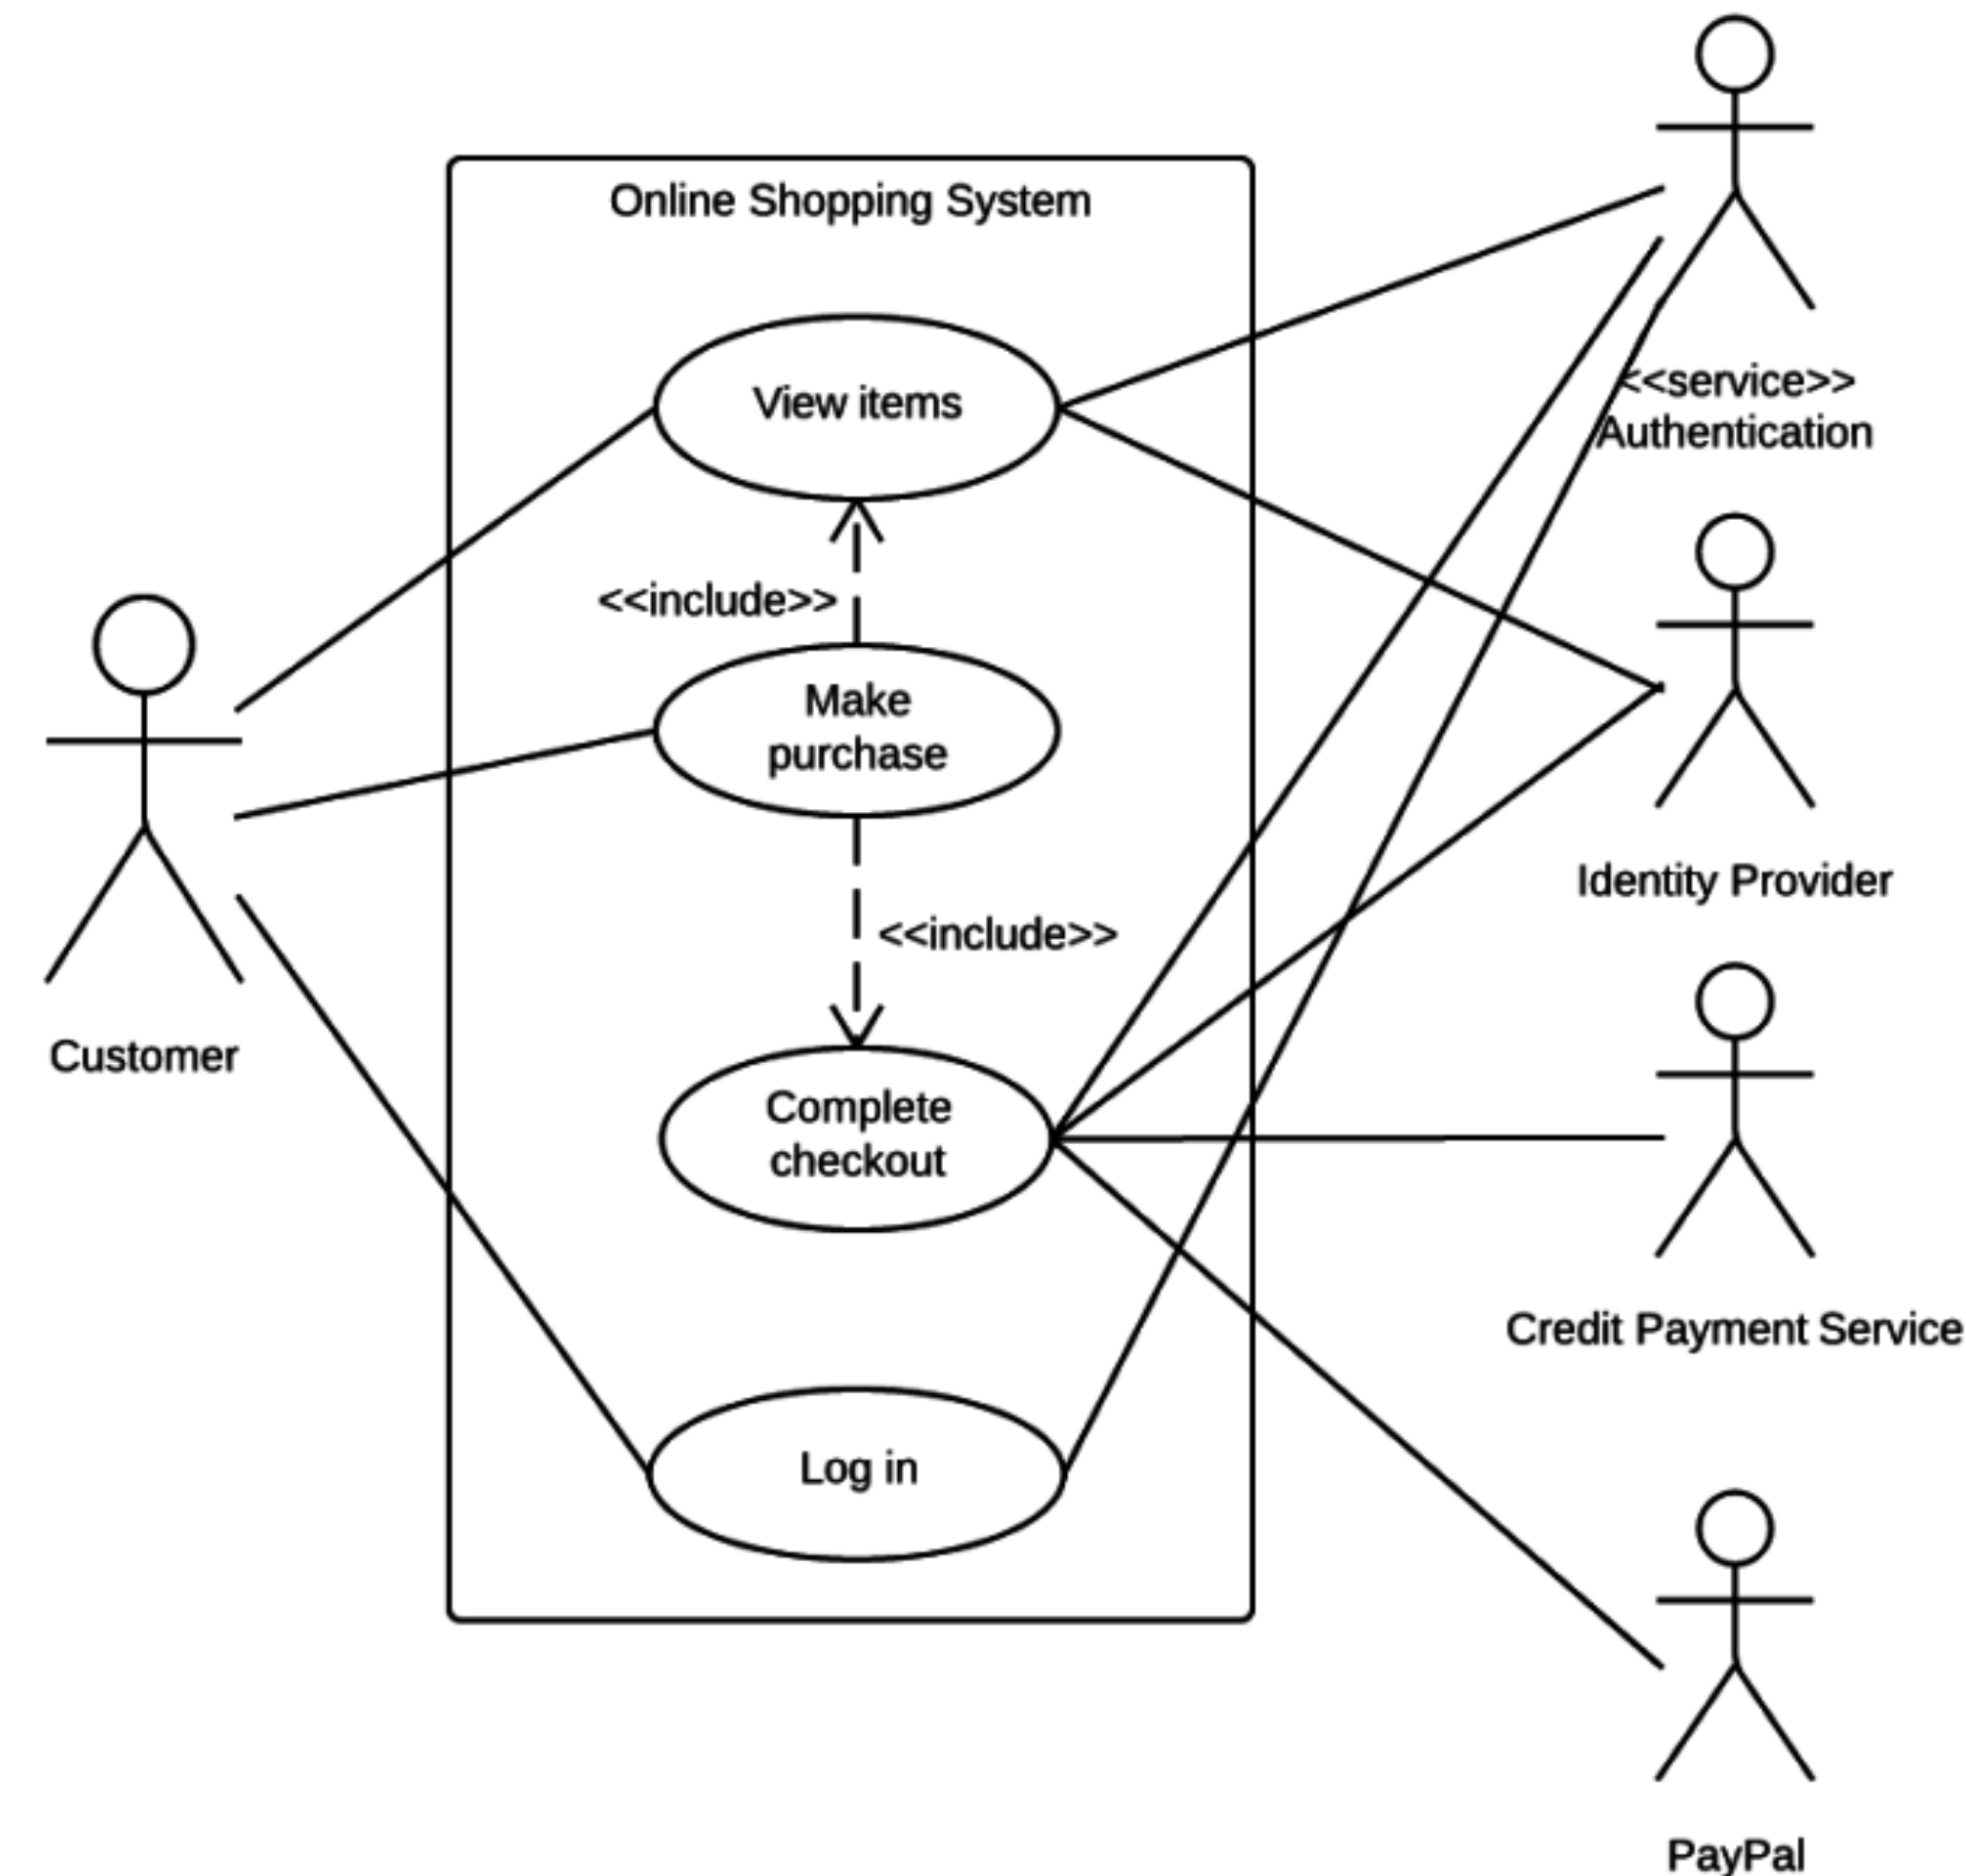 Online Shopping System
View items
<<include>>
Make
purchase
<<include>>
Complete
checkout
Log in
Customer
<<service>>
Authentication
Identity Provider
Credit Payment Service
PayPal